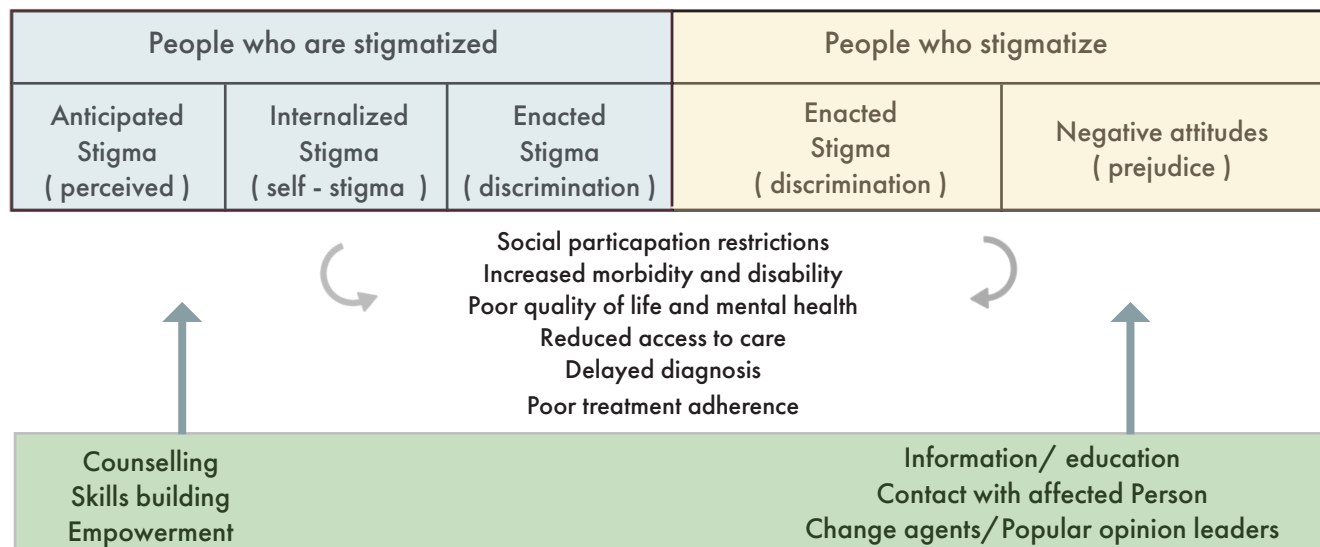 People who are stigmatized
People who stigmatize
Anticipated
Stigma
( perceived )
Internalized
Stigma
( self - stigma )
Enacted
Stigma
( discrimination )
Enacted
Stigma
( discrimination )
Negative attitudes
( prejudice )
Social particapation restrictions
Increased morbidity and disability
Poor quality of life and mental health
Reduced access to care
Delayed diagnosis
Poor treatment adherence
Counselling
Skills building
Empowerment
Information/ education
Contact with affected Person
Change agents/Popular opinion leaders